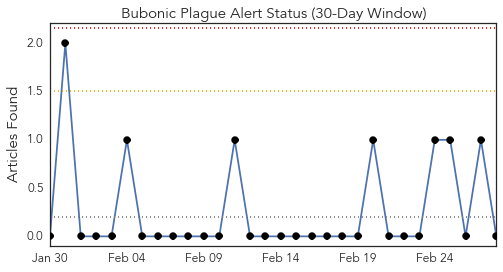 Bubonic Plague Alert Status (30-Day Window)
Articles Found
2.0
1.5
1.0
0.5
0.0
Jan 30
Feb 04
Feb 09
Feb 14
Feb 19
Feb 24